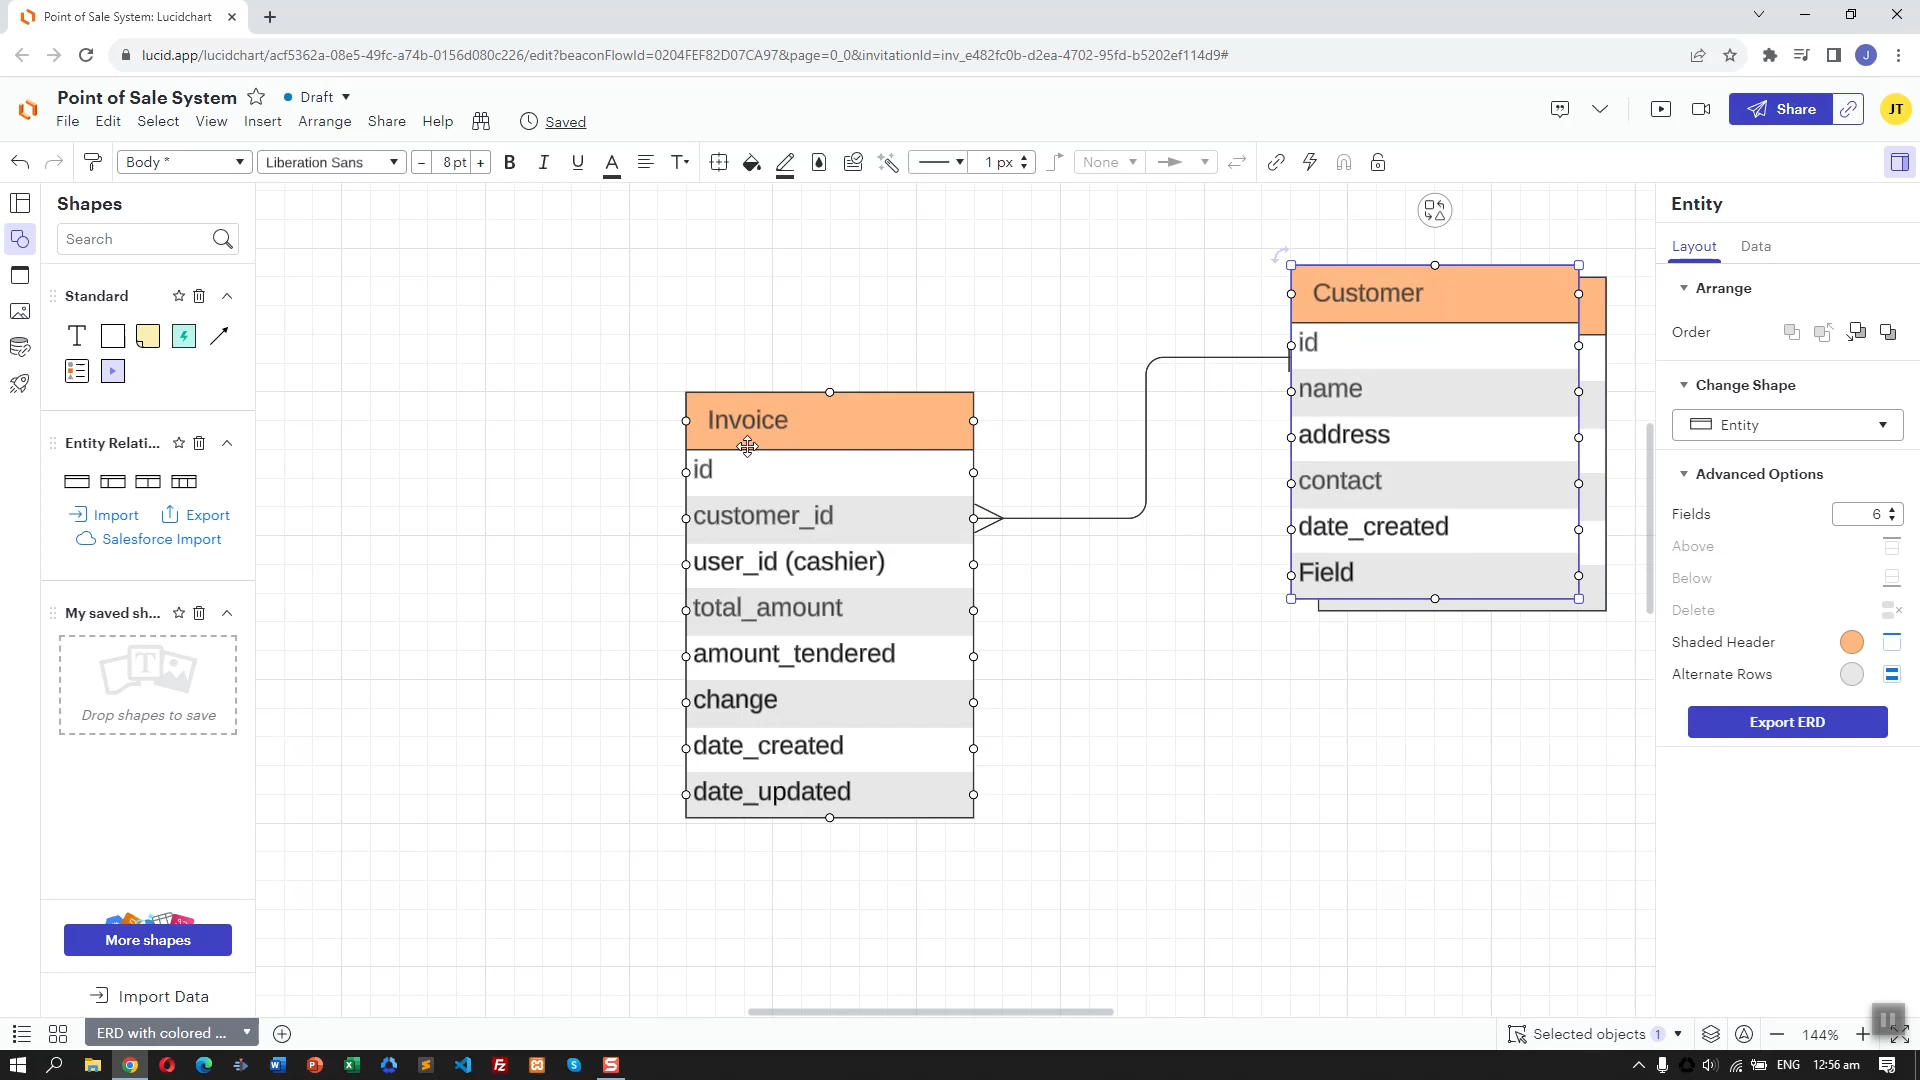 Point of Sale System: Lucidchart
lucid.app/lucidchart/acf5362a-08e5-49fc-a74b-0156d080c226/edit?beaconFlowId=0204FEF82D07CA97&page=0_0&invitationId=inv_e482fc0b-d2ea-4702-95fd-b5202ef114d9#
J
Point of Sale System
Draft
File Edit Select View Insert Arrange Share Help
Saved
Share
JT
Body *
Liberation Sans
- 8 pt +
B I U A T
1 px
None
Shapes
Search
Standard
T
Entity Relati...
Import
Export
Salesforce Import
My saved sh...
T
Drop shapes to save
More shapes
Import Data
Invoice
id
customer_id
user_id (cashier)
total_amount
amount_tendered
change
date_created
date_updated
Customer
id
name
address
contact
date_created
Field
Entity
Layout
Data
Arrange
Order
Change Shape
Entity
Advanced Options
Fields
6
Above
Below
Delete
Shaded Header
Alternate Rows
Export ERD
ERD with colored ...
Selected objects 1
144%
ENG
12:56 am